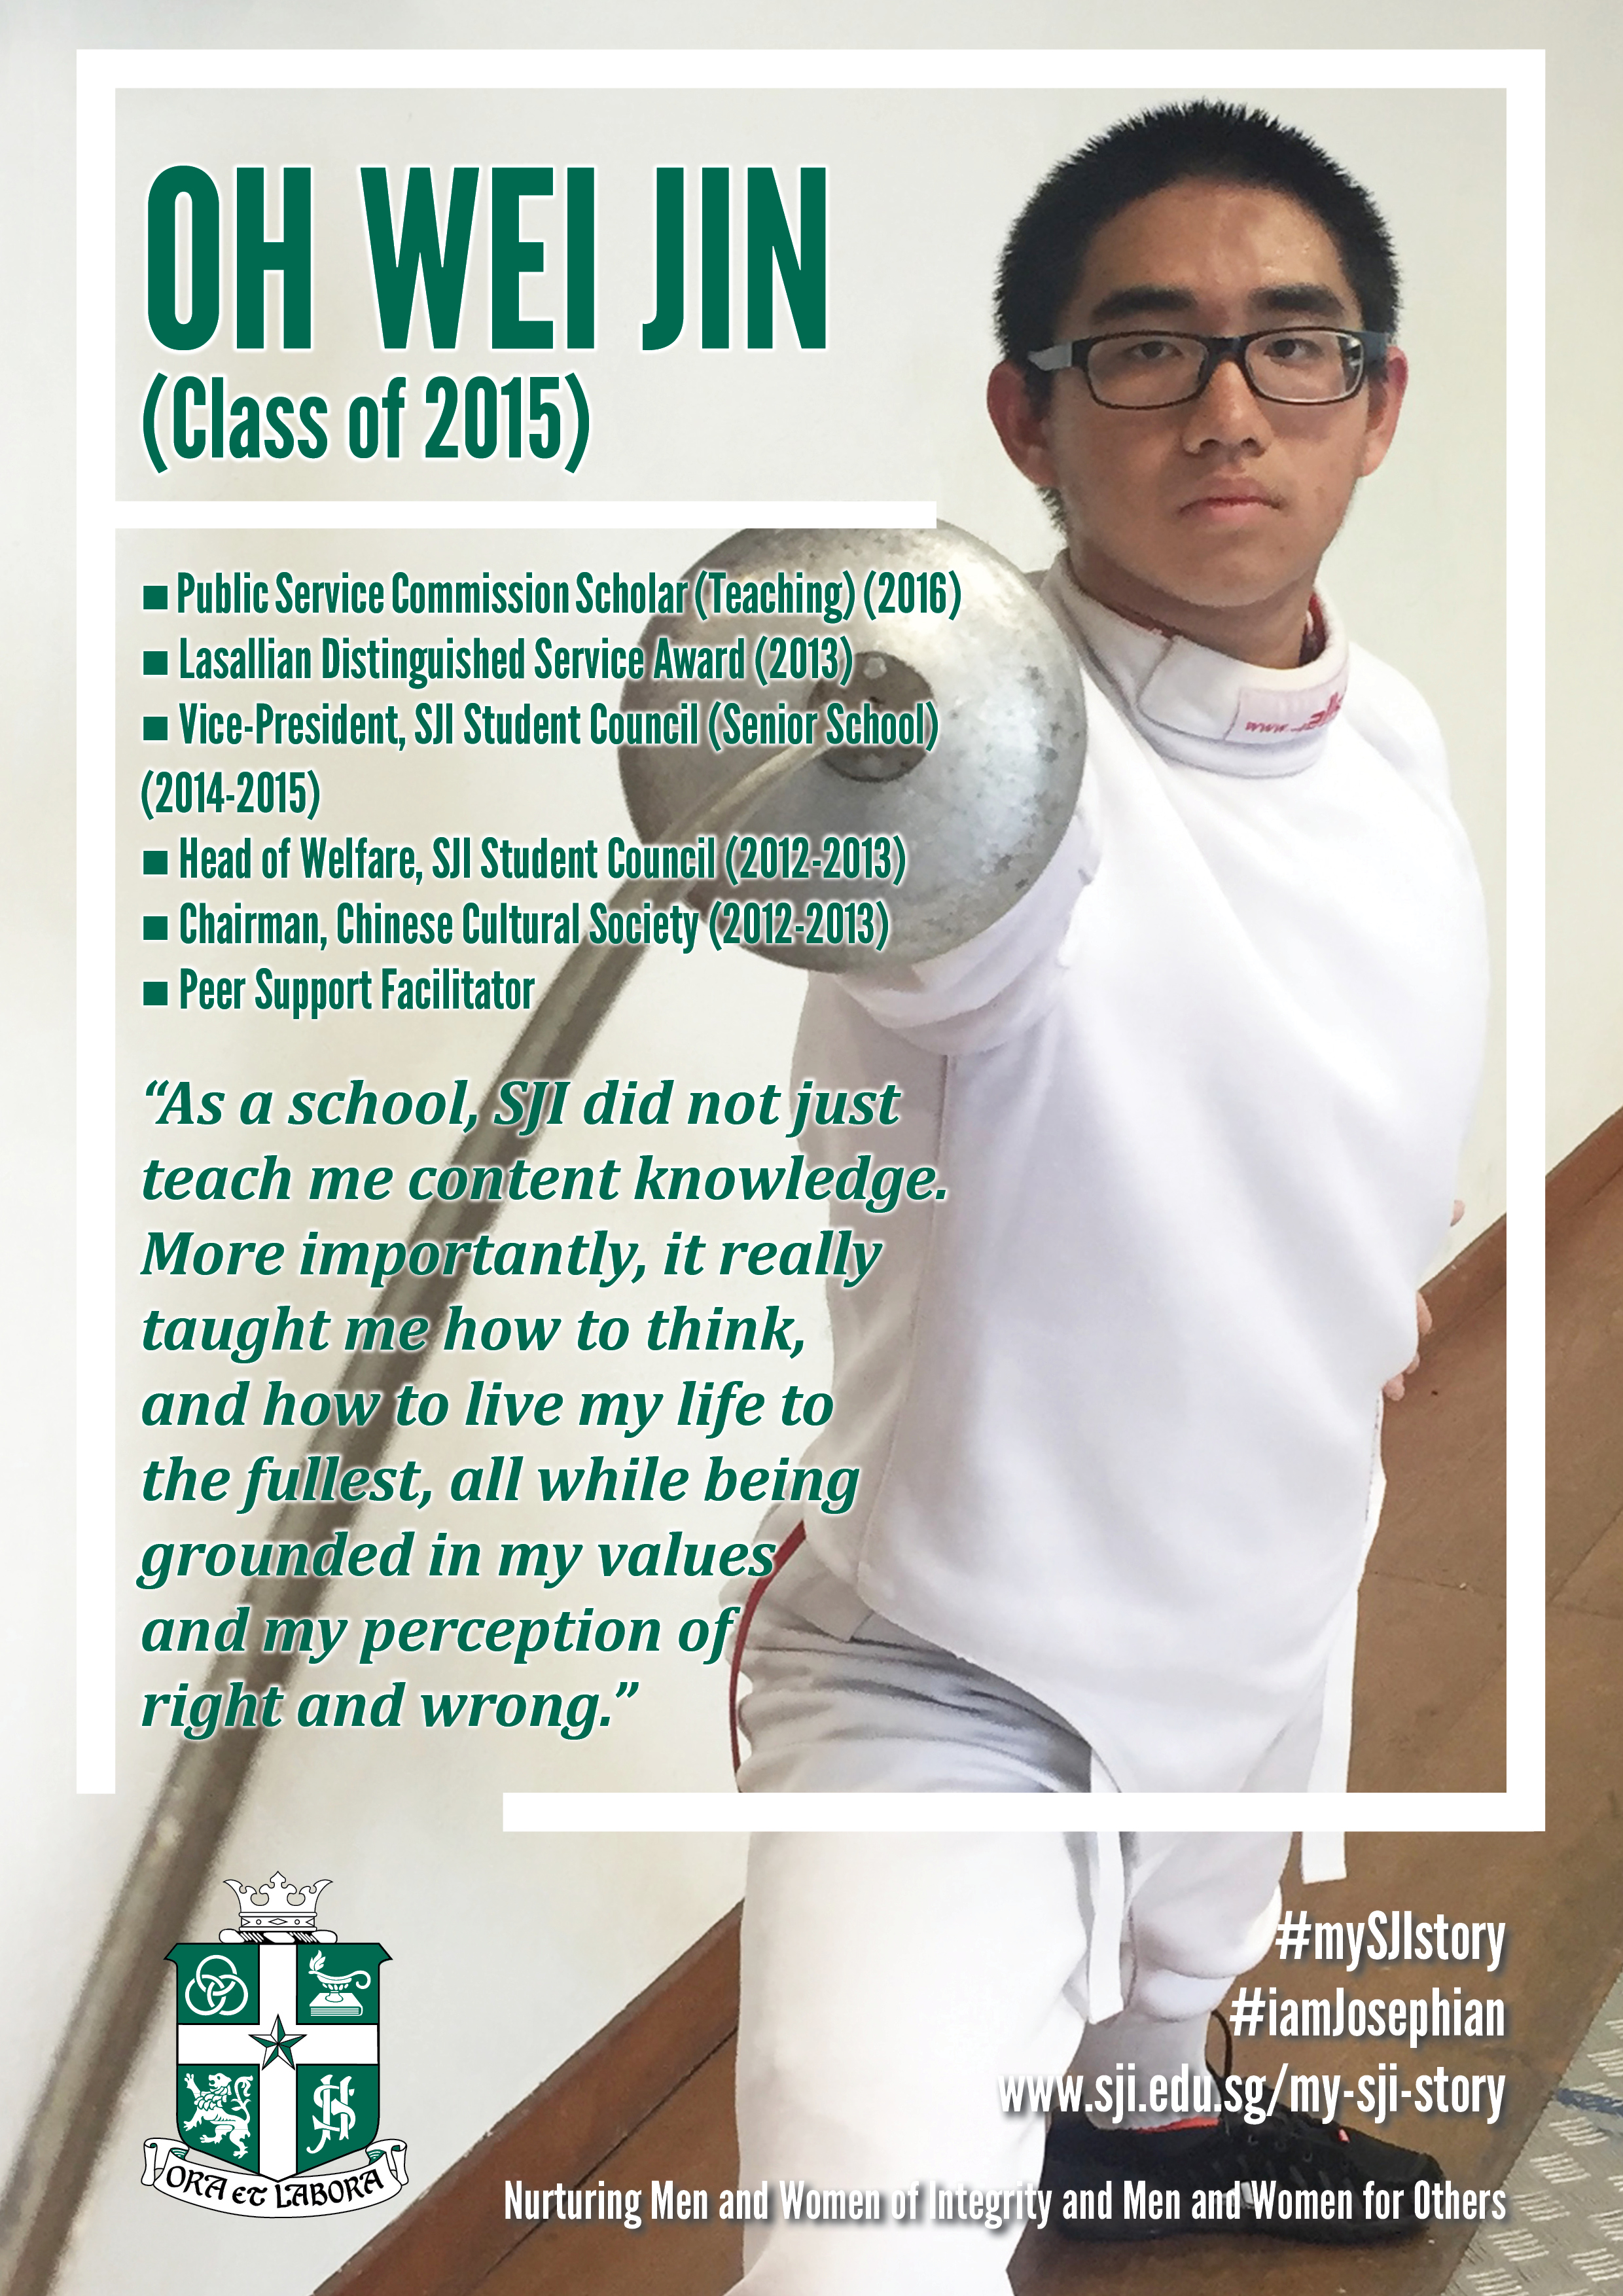 OH WEI JIN
(Class of 2015)
■ Public Service Commission Scholar (Teaching) (2016)
■ Lasallian Distinguished Service Award (2013)
■ Vice-President, SJI Student Council (Senior School)
(2014-2015)
■ Head of Welfare, SJI Student Council (2012-2013)
■ Chairman, Chinese Cultural Society (2012-2013)
■ Peer Support Facilitator
“As a school, SJI did not just
teach me content knowledge.
More importantly, it really
taught me how to think,
and how to live my life to
the fullest, all while being
grounded in my values
and my perception of
right and wrong.”
ORA ET LABORA
#mySJIstory
#iamJosephian
www.sji.edu.sg/my-sji-story
Nurturing Men and Women of Integrity and Men and Women for Others